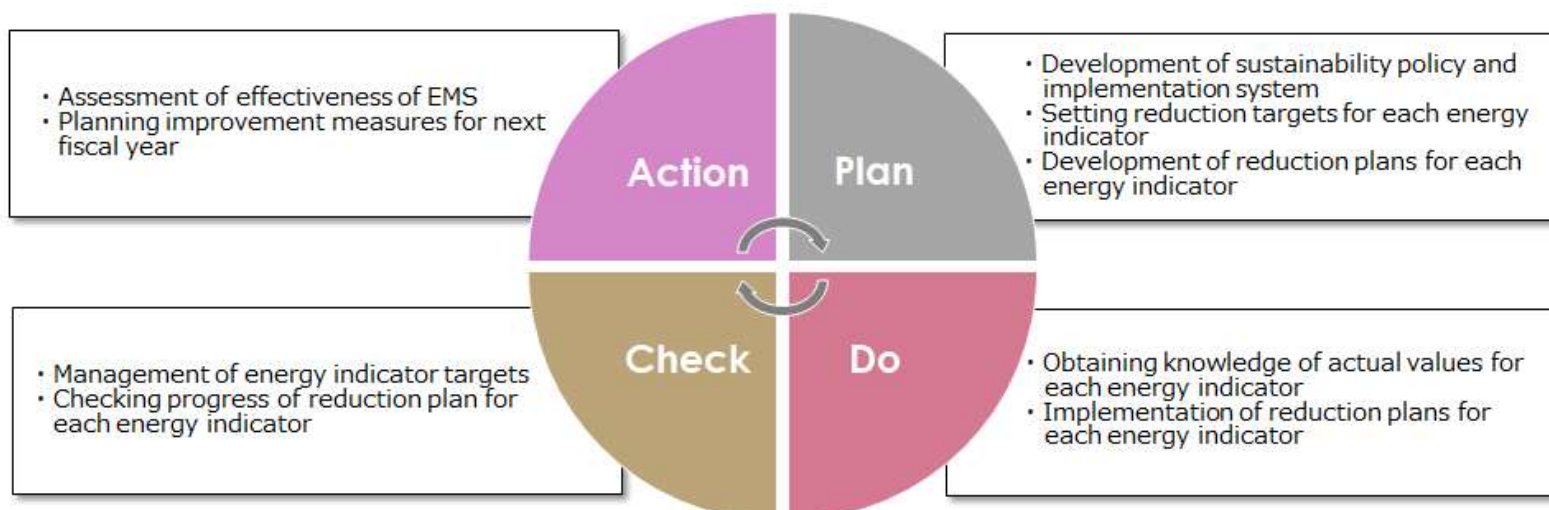 ・Assessment of effectiveness of EMS
・Planning improvement measures for next
fiscal year
Action
Plan
・Development of sustainability policy and
implementation system
・Setting reduction targets for each energy
indicator
・Development of reduction plans for each
energy indicator
・Management of energy indicator targets
・Checking progress of reduction plan for
each energy indicator
Check
Do
・Obtaining knowledge of actual values for
each energy indicator
・Implementation of reduction plans for
each energy indicator